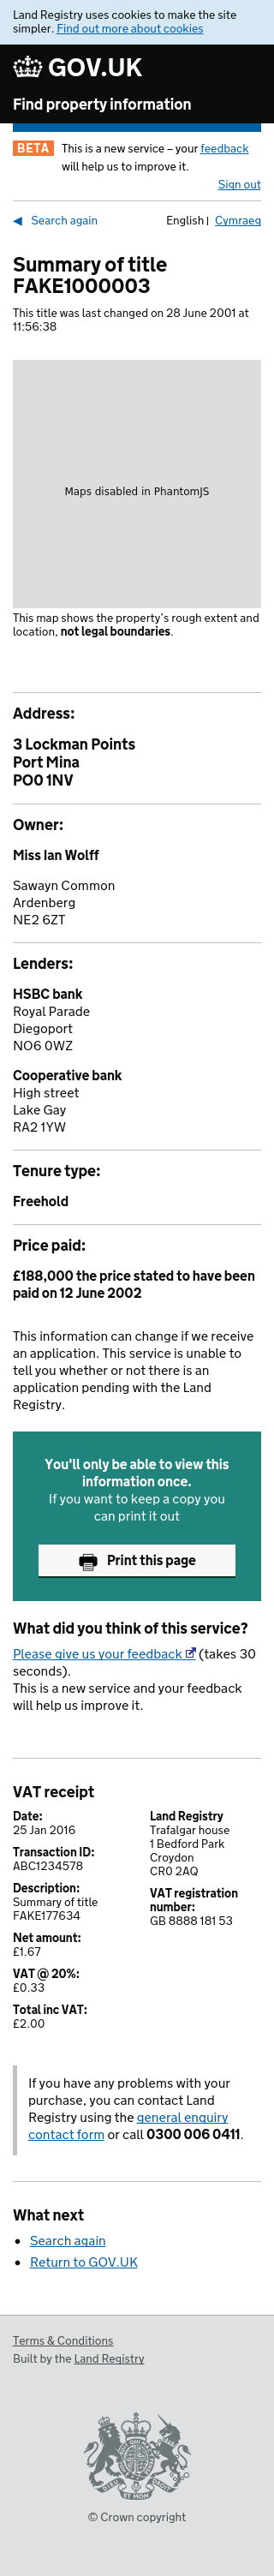 Land Registry uses cookies to make the site
simpler. Find out more about cookies
GOV.UK
Find property information
BETA This is a new service – your feedback
will help us to improve it.
Sign out
Search again English | Cymraeg
Summary of title
FAKE1000003
This title was last changed on 28 June 2001 at
11:56:38
Maps disabled in PhantomJS
This map shows the property's rough extent and
location, not legal boundaries.
Address:
3 Lockman Points
Port Mina
PO0 1NV
Owner:
Miss Ian Wolff
Sawayn Common
Ardenberg
NE2 6ZT
Lenders:
HSBC bank
Royal Parade
Diegoport
NO6 0WZ
Cooperative bank
High street
Lake Gay
RA2 1YW
Tenure type:
Freehold
Price paid:
£188,000 the price stated to have been
paid on 12 June 2002
This information can change if we receive
an application. This service is unable to
tell you whether or not there is an
application pending with the Land
Registry.
You'll only be able to view this
information once.
If you want to keep a copy you
can print it out
Print this page
What did you think of this service?
Please give us your feedback (takes 30
seconds).
This is a new service and your feedback
will help us improve it.
VAT receipt
Date:
25 Jan 2016
Transaction ID:
ABC1234578
Description:
Summary of title
FAKE177634
Net amount:
£1.67
VAT @ 20%:
£0.33
Total inc VAT:
£2.00
Land Registry
Trafalgar house
1 Bedford Park
Croydon
CR0 2AQ
VAT registration
number:
GB 8888 181 53
If you have any problems with your
purchase, you can contact Land
Registry using the general enquiry
contact form or call 0300 006 0411.
What next
Search again
Return to GOV.UK
Terms & Conditions
Built by the Land Registry
© Crown copyright